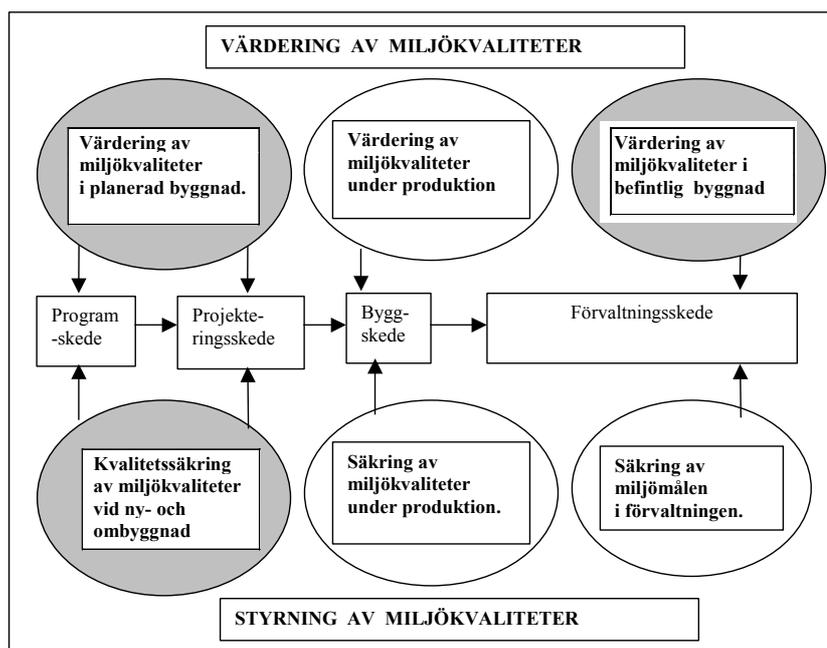 VÄRDERING AV MILJÖKVALITETER
Värdering av
miljökvaliteter
i planerad byggnad.
Värdering av
miljökvaliteter
under produktion
Värdering av
miljökvaliteter i
befintlig byggnad
Program
-skede
Projekte-
ringsskede
Bygg-
skede
Förvaltningsskede
Kvalitetssäkring
av miljökvaliteter
vid ny- och
ombyggnad
Säkring av
miljökvaliteter
under produktion.
Säkring av
miljömålen
i förvaltningen.
STYRNING AV MILJÖKVALITETER